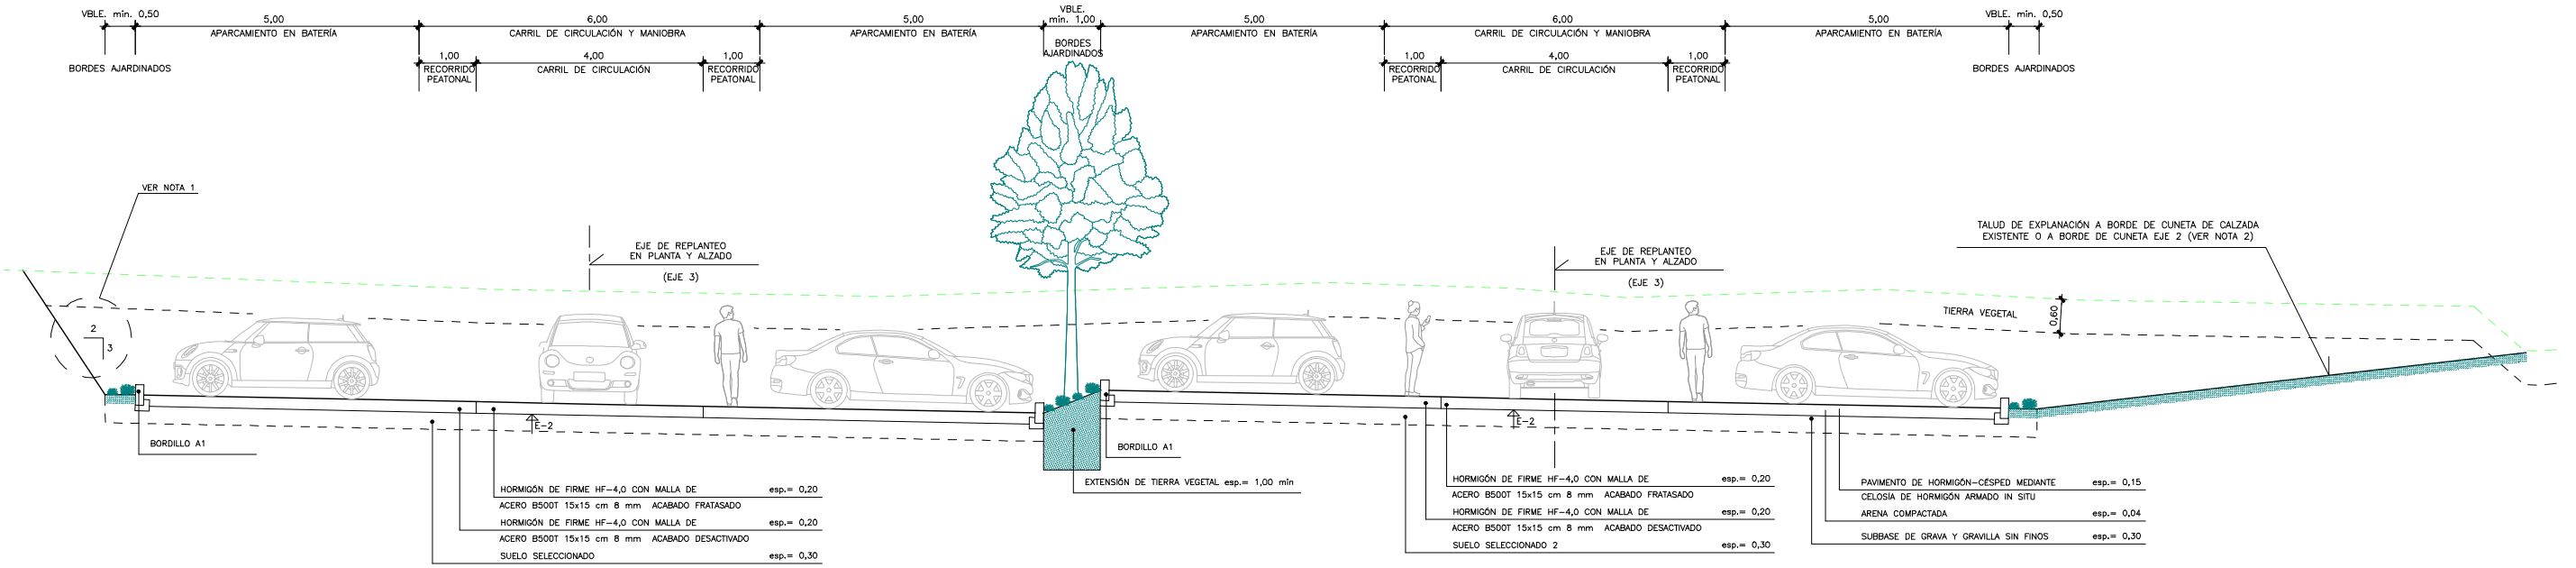 VBLE. min. 0,50
5,00
6,00
5,00
VBLE.
min. 1,00
5,00
6,00
5,00
VBLE. min. 0,50
APARCAMIENTO EN BATERÍA
CARRIL DE CIRCULACIÓN Y MANIOBRA
APARCAMIENTO EN BATERÍA
BORDES
AJARDINADOS
APARCAMIENTO EN BATERÍA
CARRIL DE CIRCULACIÓN Y MANIOBRA
APARCAMIENTO EN BATERÍA
BORDES AJARDINADOS
1,00
4,00
1,00
RECORRIDO
PEATONAL
CARRIL DE CIRCULACIÓN
RECORRIDO
PEATONAL
1,00
4,00
1,00
RECORRIDO
PEATONAL
CARRIL DE CIRCULACIÓN
RECORRIDO
PEATONAL
BORDES AJARDINADOS
VER NOTA 1
EJE DE REPLANTEO
EN PLANTA Y ALZADO
(EJE 3)
EJE DE REPLANTEO
EN PLANTA Y ALZADO
(EJE 3)
TALUD DE EXPLANACIÓN A BORDE DE CUNETA DE CALZADA
EXISTENTE O A BORDE DE CUNETA EJE 2 (VER NOTA 2)
TIERRA VEGETAL
0,60
2
3
E-2
E-2
BORDILLO A1
BORDILLO A1
EXTENSIÓN DE TIERRA VEGETAL esp.= 1,00 min
HORMIGÓN DE FIRME HF-4,0 CON MALLA DE esp.= 0,20
ACERO B500T 15x15 cm 8 mm ACABADO FRATASADO
HORMIGÓN DE FIRME HF-4,0 CON MALLA DE esp.= 0,20
ACERO B500T 15x15 cm 8 mm ACABADO DESACTIVADO
SUELO SELECCIONADO esp.= 0,30
HORMIGÓN DE FIRME HF-4,0 CON MALLA DE esp.= 0,20
ACERO B500T 15x15 cm 8 mm ACABADO FRATASADO
HORMIGÓN DE FIRME HF-4,0 CON MALLA DE esp.= 0,20
ACERO B500T 15x15 cm 8 mm ACABADO DESACTIVADO
SUELO SELECCIONADO 2 esp.= 0,30
PAVIMENTO DE HORMIGÓN-CÉSPED MEDIANTE esp.= 0,15
CELOSÍA DE HORMIGÓN ARMADO IN SITU
ARENA COMPACTADA esp.= 0,04
SUBBASE DE GRAVA Y GRAVILLA SIN FINOS esp.= 0,30